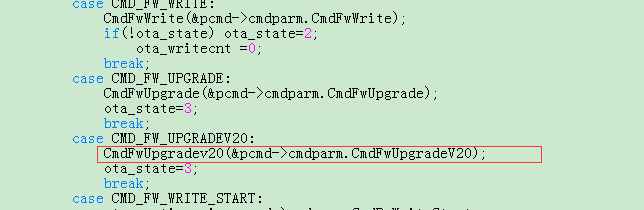 case CMD_FW_WRITE:
CmdFwWrite(&pcmd->cmdparm.CmdFwWrite);
if(!ota_state) ota_state=2;
ota_writecnt =0;
break;
case CMD_FW_UPGRADE:
CmdFwUpgrade(&pcmd->cmdparm.CmdFwUpgrade);
ota_state=3;
break;
case CMD_FW_UPGRADEV20:
CmdFwUpgradev20(&pcmd->cmdparm.CmdFwUpgradeV20);
ota_state=3;
break;
case CMD_FW_WRITE_START: